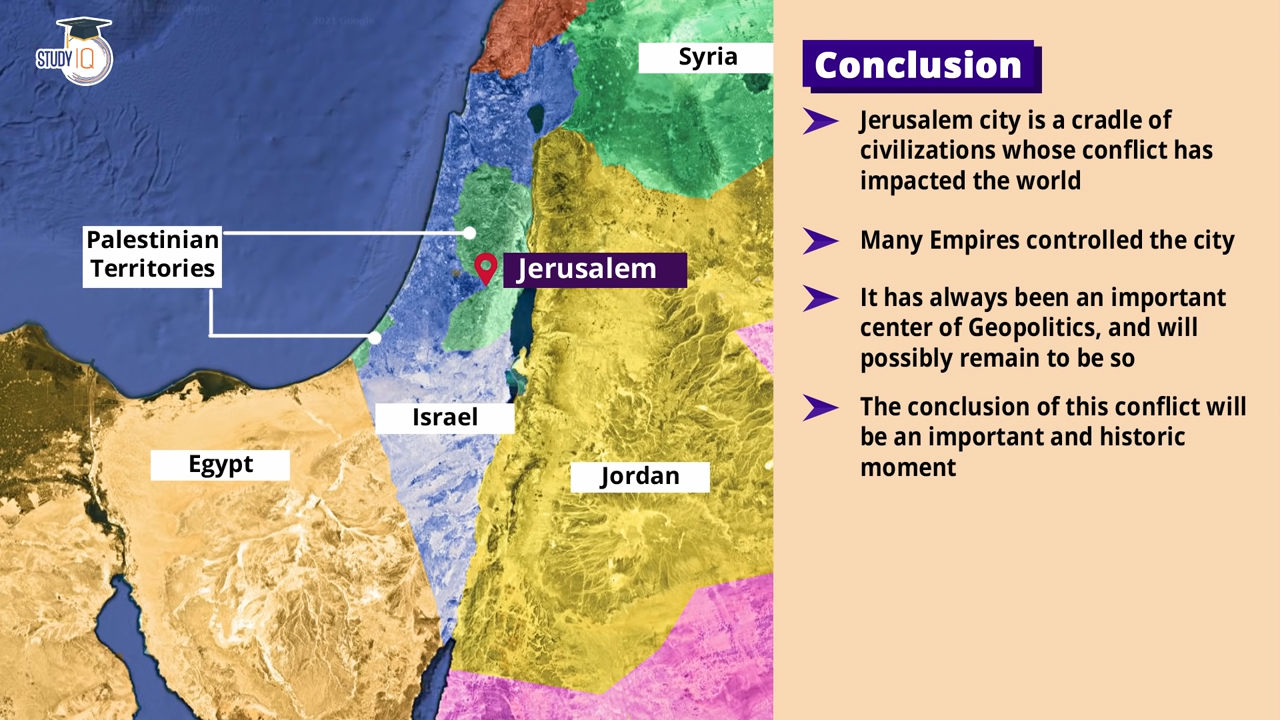 STUDY IQ
Syria
Palestinian
Territories
Jerusalem
Israel
Egypt
Jordan
Conclusion
Jerusalem city is a cradle of
civilizations whose conflict has
impacted the world
Many Empires controlled the city
It has always been an important
center of Geopolitics, and will
possibly remain to be so
The conclusion of this conflict will
be an important and historic
moment